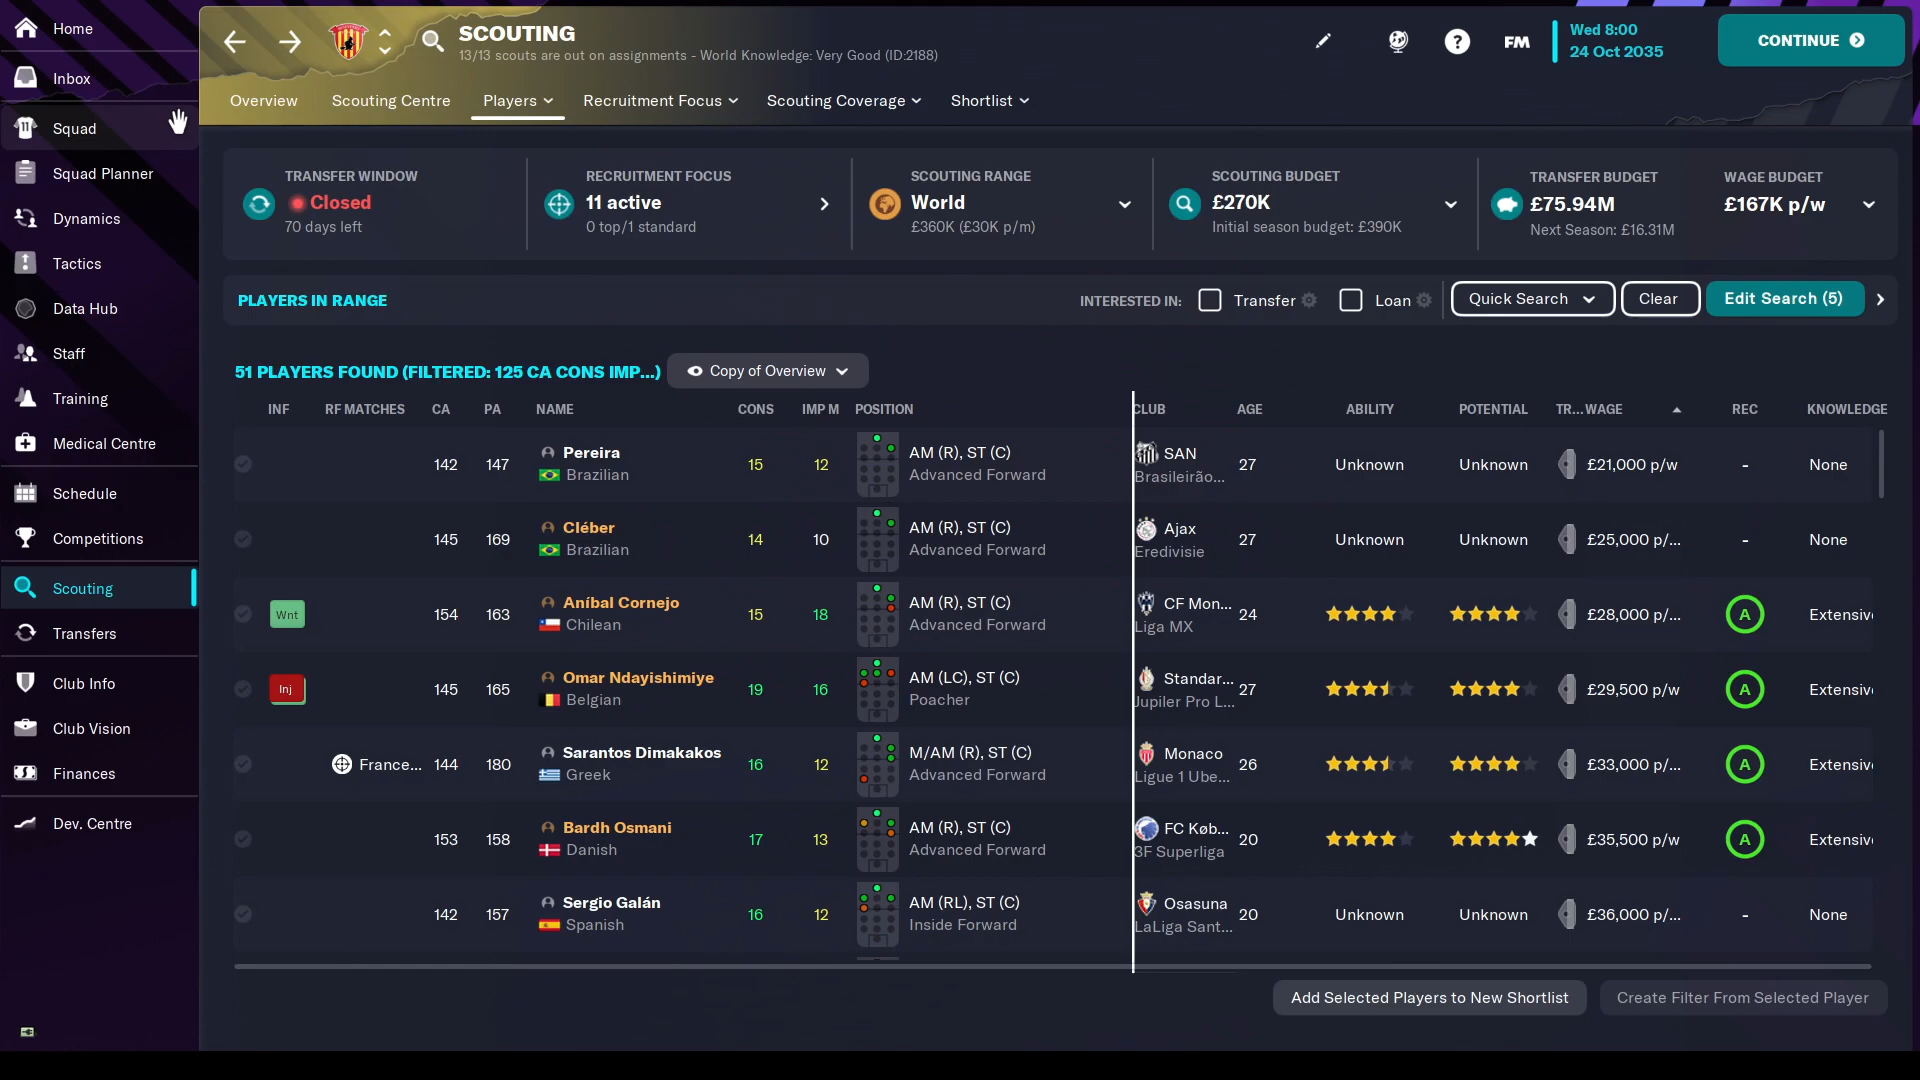 Home
Inbox
Squad
Squad Planner
Dynamics
Tactics
Data Hub
Staff
Training
Medical Centre
Schedule
Competitions
Scouting
Transfers
Club Info
Club Vision
Finances
Dev. Centre
SCOUTING
13/13 scouts are out on assignments - World Knowledge: Very Good (ID:2188)
FM
Wed 8:00
24 Oct 2035
CONTINUE
Overview Scouting Centre Players Recruitment Focus Scouting Coverage Shortlist
TRANSFER WINDOW
Closed
70 days left
RECRUITMENT FOCUS
11 active
0 top/1 standard
SCOUTING RANGE
World
£360K (£30K p/m)
SCOUTING BUDGET
£270K
Initial season budget: £390K
TRANSFER BUDGET
£75.94M
Next Season: £16.31M
WAGE BUDGET
£167K p/w
PLAYERS IN RANGE
INTERESTED IN: Transfer Loan Quick Search Clear Edit Search (5)
51 PLAYERS FOUND (FILTERED: 125 CA CONS IMP...) Copy of Overview
INF RF MATCHES CA PA NAME CONS IMP M POSITION CLUB AGE ABILITY POTENTIAL TR... WAGE REC KNOWLEDGE
142 147 Pereira 15 12 AM (R), ST (C) SAN 27 Unknown Unknown £21,000 p/w - None
Brazilian Advanced Forward Brasileirão...
145 169 Cléber 14 10 AM (R), ST (C) Ajax 27 Unknown Unknown £25,000 p/... - None
Brazilian Advanced Forward Eredivisie
Wnt 154 163 Aníbal Cornejo 15 18 AM (R), ST (C) CF Mon... 24 £28,000 p/... A Extensiv
Chilean Advanced Forward Liga MX
Inj 145 165 Omar Ndayishimiye 19 16 AM (LC), ST (C) Standar... 27 £29,500 p/w A Extensiv
Belgian Poacher Jupiler Pro L...
France... 144 180 Sarantos Dimakakos 16 12 M/AM (R), ST (C) Monaco 26 £33,000 p/... A Extensiv
Greek Advanced Forward Ligue 1 Ube...
153 158 Bardh Osmani 17 13 AM (R), ST (C) FC Køb... 20 £35,500 p/w A Extensiv
Danish Advanced Forward 3F Superliga
142 157 Sergio Galán 16 12 AM (RL), ST (C) Osasuna 20 Unknown Unknown £36,000 p/... - None
Spanish Inside Forward LaLiga Sant...
Add Selected Players to New Shortlist Create Filter From Selected Player